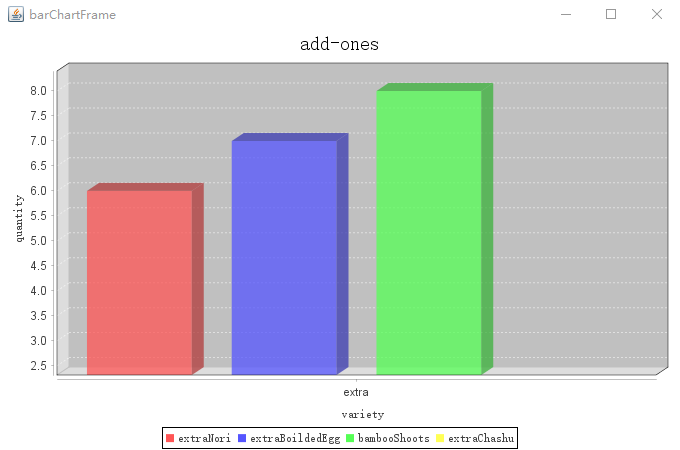 barChartFrame
add-ones
8.0
7.5
7.0
6.5
6.0
5.5
5.0
4.5
4.0
3.5
3.0
2.5
quantity
extra
variety
extraNori extraBoildedEgg bambooShoots extraChashu